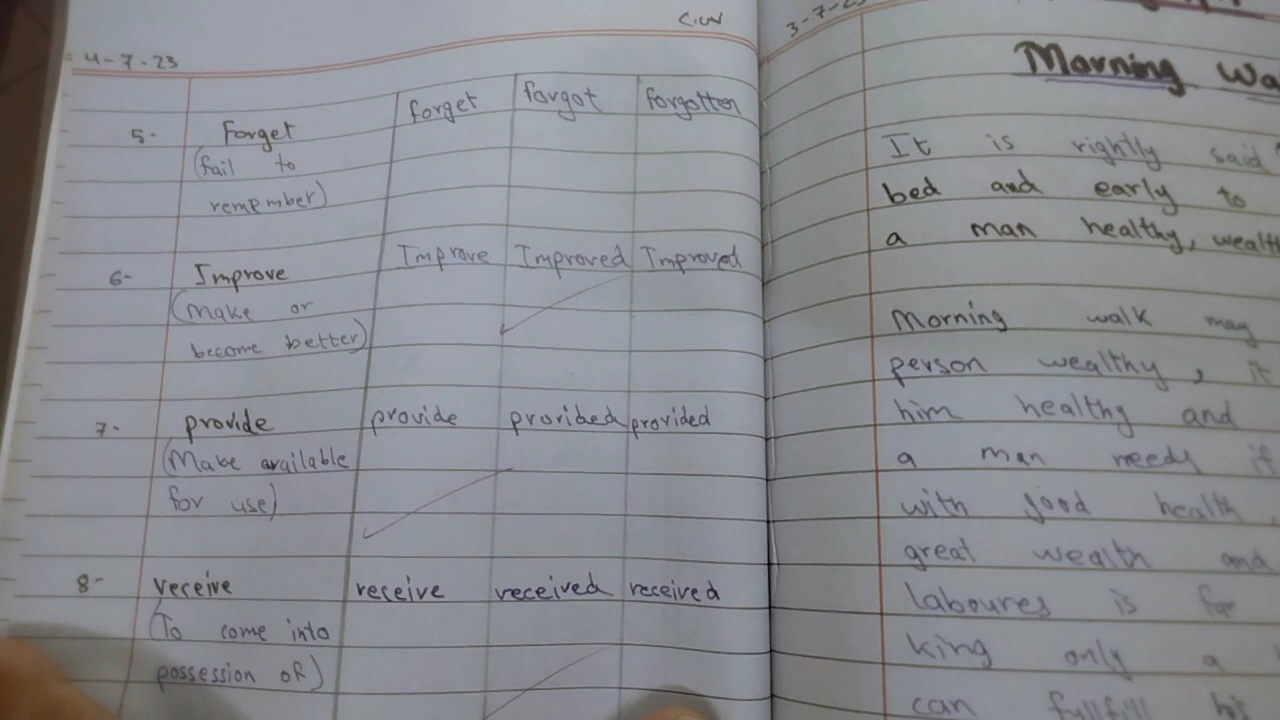 C.W
4-7-23
forget forgot forgotten
5- Forget
(fail to
remember)
Improve Improved Improved
6- Improve
(Make or
become better)
7- provide provide provided provided
(Make available
for use)
8- receive receive received received
(To come into
possession of)
3-7-23
Morning Wa
It is rightly said
bed and early to
a man healthy, wealth
Morning walk may
person wealthy, it
him healthy and
a man needs if
with good health
great wealth and
laboures is far
king only a
can fullfill his